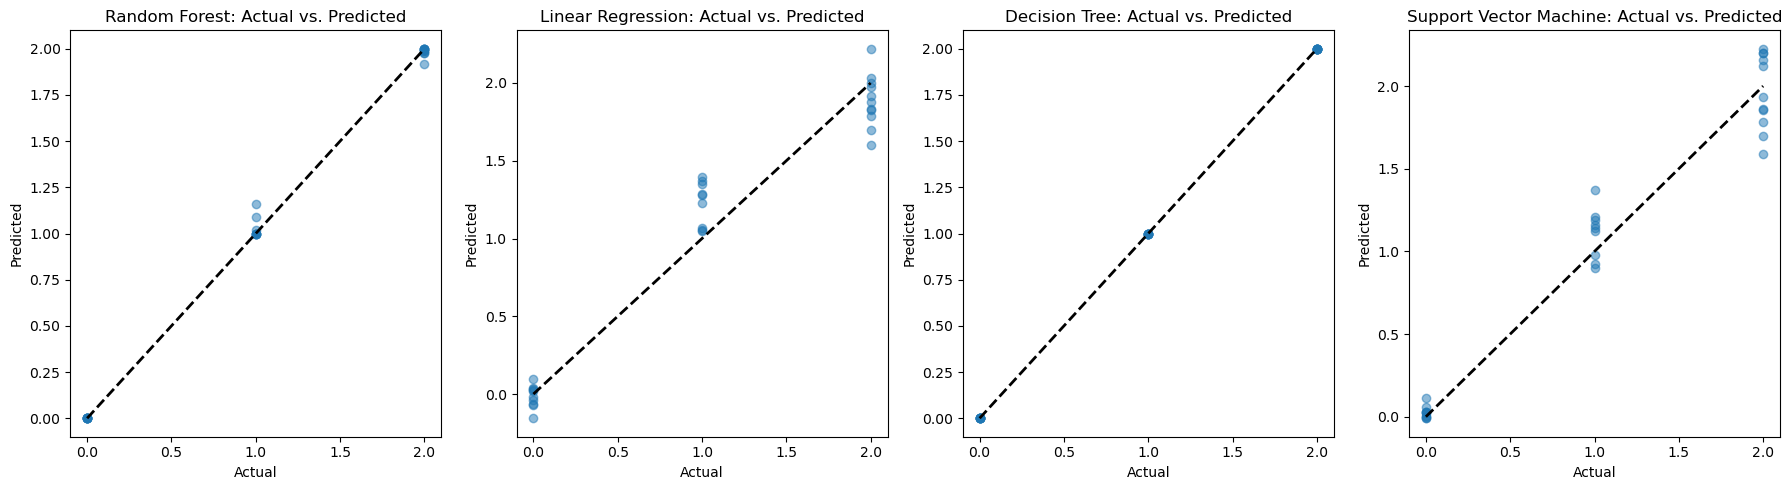 Random Forest: Actual vs. Predicted
Predicted
2.00
1.75
1.50
1.25
1.00
0.75
0.50
0.25
0.00
0.0 0.5 1.0 1.5 2.0
Actual
Linear Regression: Actual vs. Predicted
Predicted
2.0
1.5
1.0
0.5
0.0
0.0 0.5 1.0 1.5 2.0
Actual
Decision Tree: Actual vs. Predicted
Predicted
2.00
1.75
1.50
1.25
1.00
0.75
0.50
0.25
0.00
0.0 0.5 1.0 1.5 2.0
Actual
Support Vector Machine: Actual vs. Predicted
Predicted
2.0
1.5
1.0
0.5
0.0
0.0 0.5 1.0 1.5 2.0
Actual